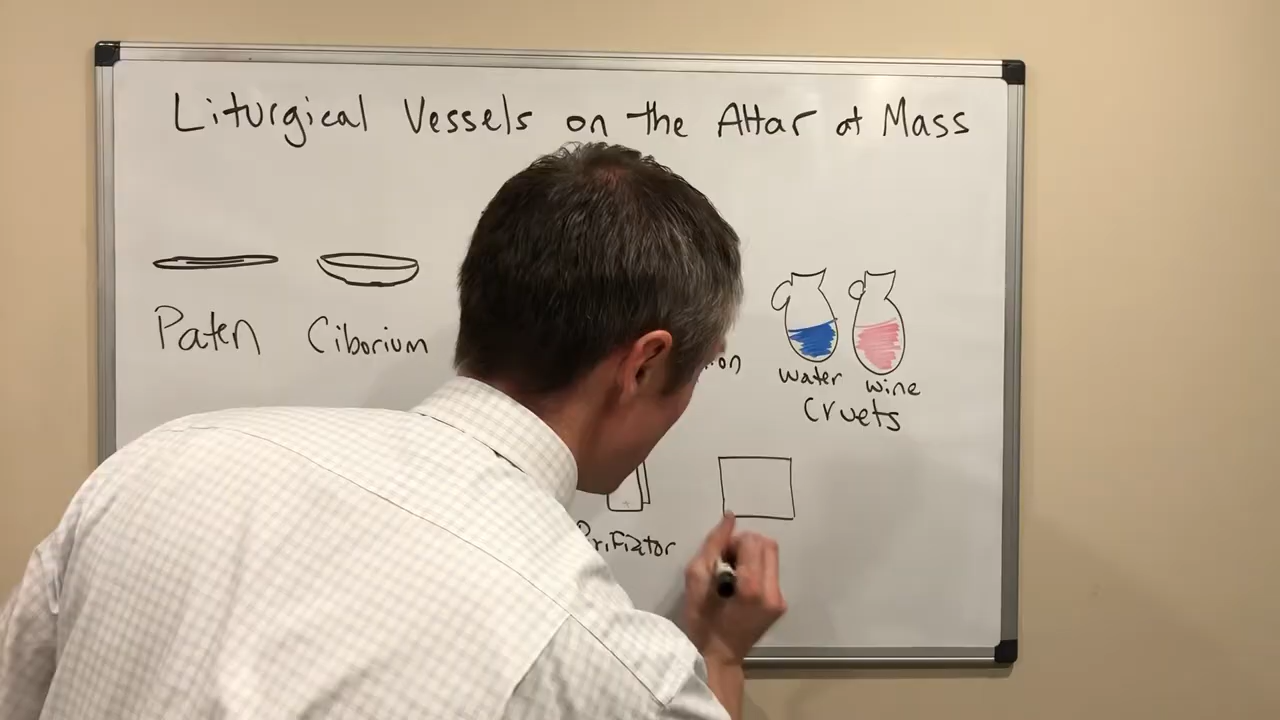 Liturgical Vessels on the Altar at Mass
Paten
Ciborium
water wine
Cruets